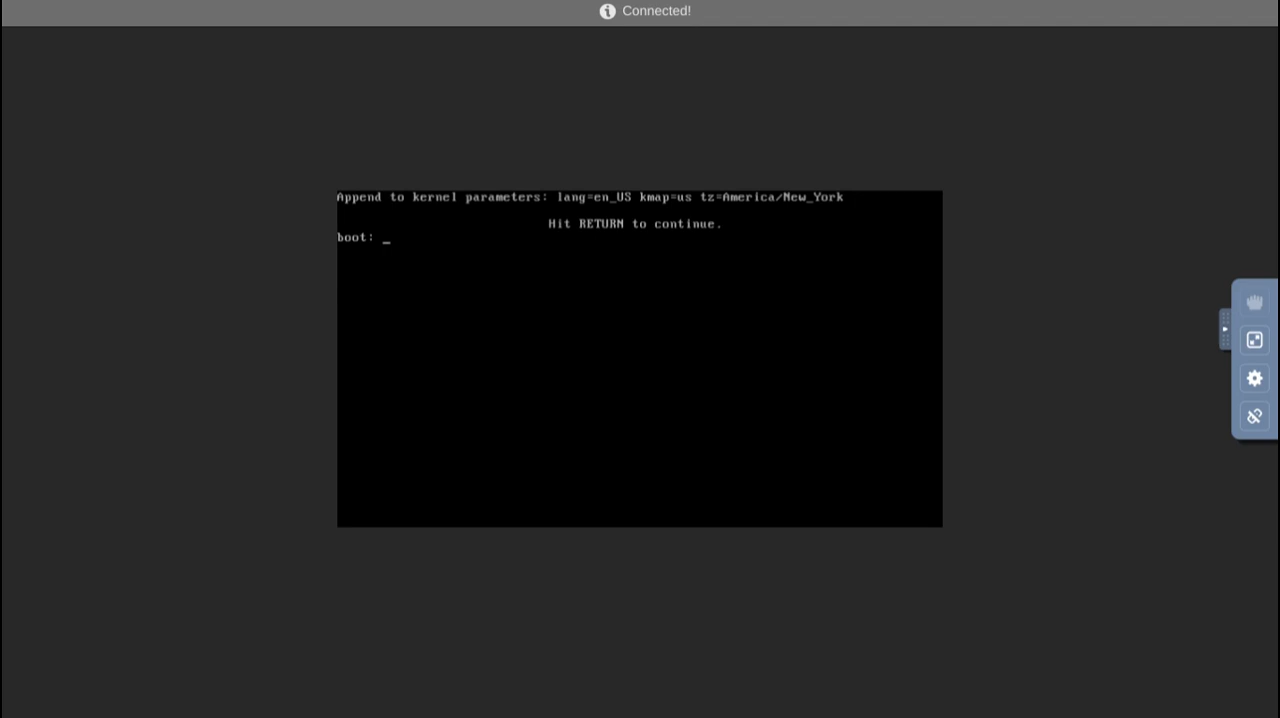 Connected!
Append to kernel parameters: lang=en_US kmap=us tz=America/New_York
Hit RETURN to continue.
boot: _